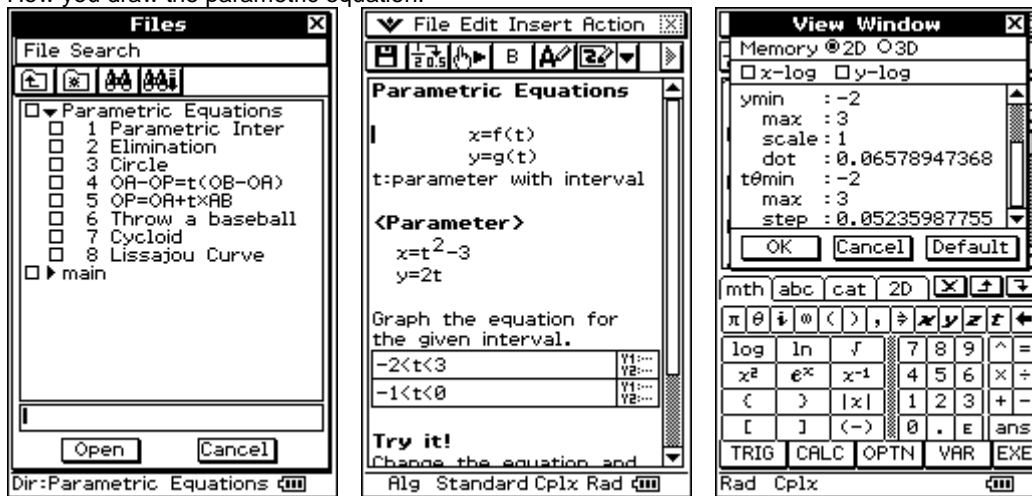 How you draw the parametric equation.
Files
File Search
Parametric Equations
1 Parametric Inter
2 Elimination
3 Circle
4 OA-OP=t(OB-OA)
5 OP=OA+t×AB
6 Throw a baseball
7 Cycloid
8 Lissajou Curve
main
Open Cancel
Dir:Parametric Equations
File Edit Insert Action
B
Parametric Equations
x=f(t)
y=g(t)
t:parameter with interval
<Parameter>
x=t²-3
y=2t
Graph the equation for
the given interval.
-2<t<3
Y1:…
Y2:…
-1<t<0
Y1:…
Y2:…
Try it!
Change the equation and
Alg Standard Cplx Rad
View Window
Memory 2D 3D
x-log y-log
ymin :-2
max :3
scale:1
dot :0.06578947368
tθmin :-2
max :3
step :0.05235987755
OK Cancel Default
mth abc cat 2D
π θ i ∞ ( ) , ⇒ x y z t ←
log ln √ 7 8 9 ^ =
x² eˣ x⁻¹ 4 5 6 × ÷
( ) |x| 1 2 3 + -
[ ] (-) 0 . E ans
TRIG CALC OPTN VAR EXE
Rad Cplx